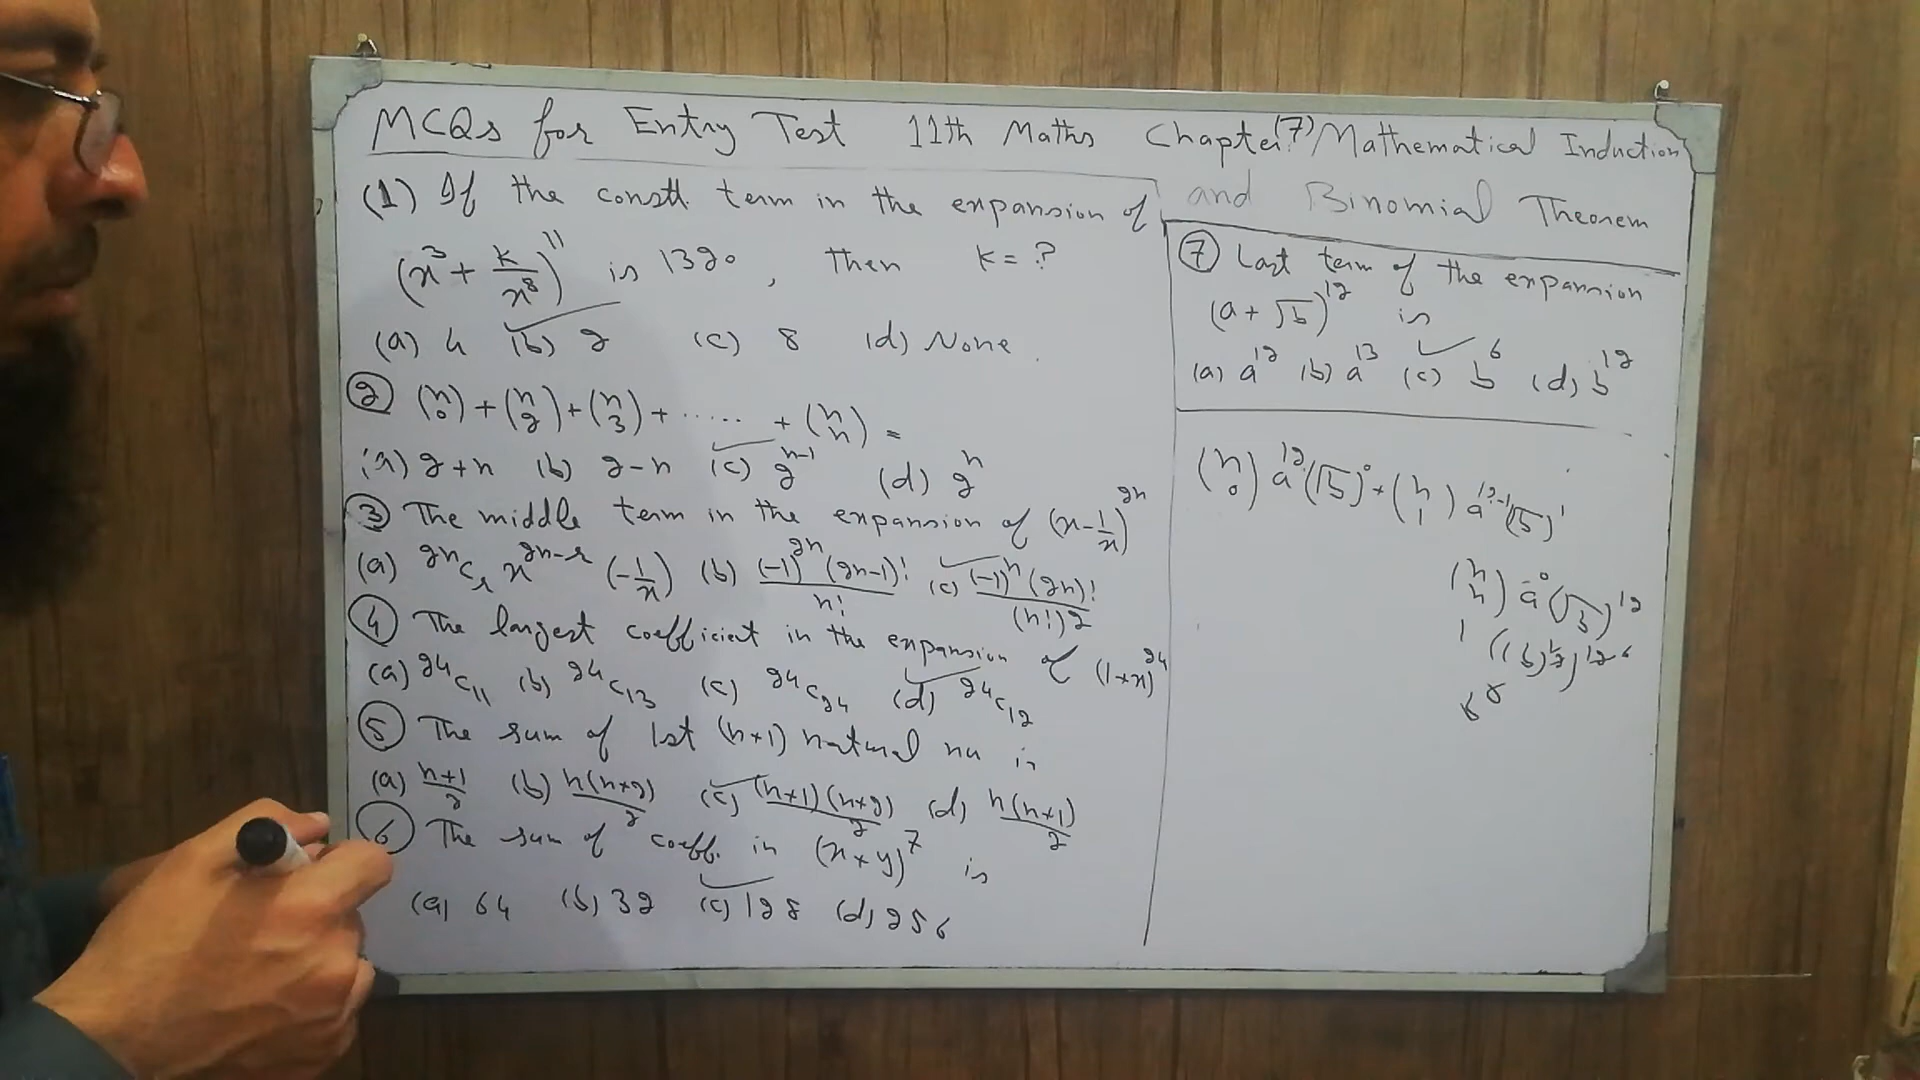 MCQs for Entry Test 11th Maths Chapter(7) Mathematical Induction
and Binomial Theorem
(1) If the constt. term in the expansion of
(x³ + k/x⁸)¹¹ is 1320, then k = ?
(a) 4 (b) 2 (c) 8 (d) None.
② (n 0) + (n 2) + (n 3) + ...... + (n n) =
(a) 2+n (b) 2-n (c) 2ⁿ⁻¹ (d) 2ⁿ
③ The middle term in the expansion of (x - 1/x)²ⁿ
(a) ²ⁿCᵣ x²ⁿ⁻ʳ (-1/x) (b) (-1)²ⁿ (2n-1)!/n! (c) (-1)ⁿ (2n)!/(n!)2
④ The largest coefficient in the expansion of (1+x)²⁴
(a) ²⁴C₁₁ (b) ²⁴C₁₃ (c) ²⁴C₂₄ (d) ²⁴C₁₂
⑤ The sum of 1st (n+1) natural nu is
(a) n+1/2 (b) n(n+2)/2 (c) (n+1)(n+2)/2 (d) n(n+1)/2
⑥ The sum of coeff. in (x+y)⁷ is
(a) 64 (b) 32 (c) 128 (d) 256
⑦ Last term of the expansion
(a + √b)¹² is
(a) a¹² (b) a¹³ (c) b⁶ (d) b¹²
(n 0) a¹² (√b)⁰ + (n 1) a¹²⁻¹ (√b)¹
(n n) a⁰ (√b)¹²
1 ((b)½)¹² ⁶
b⁶